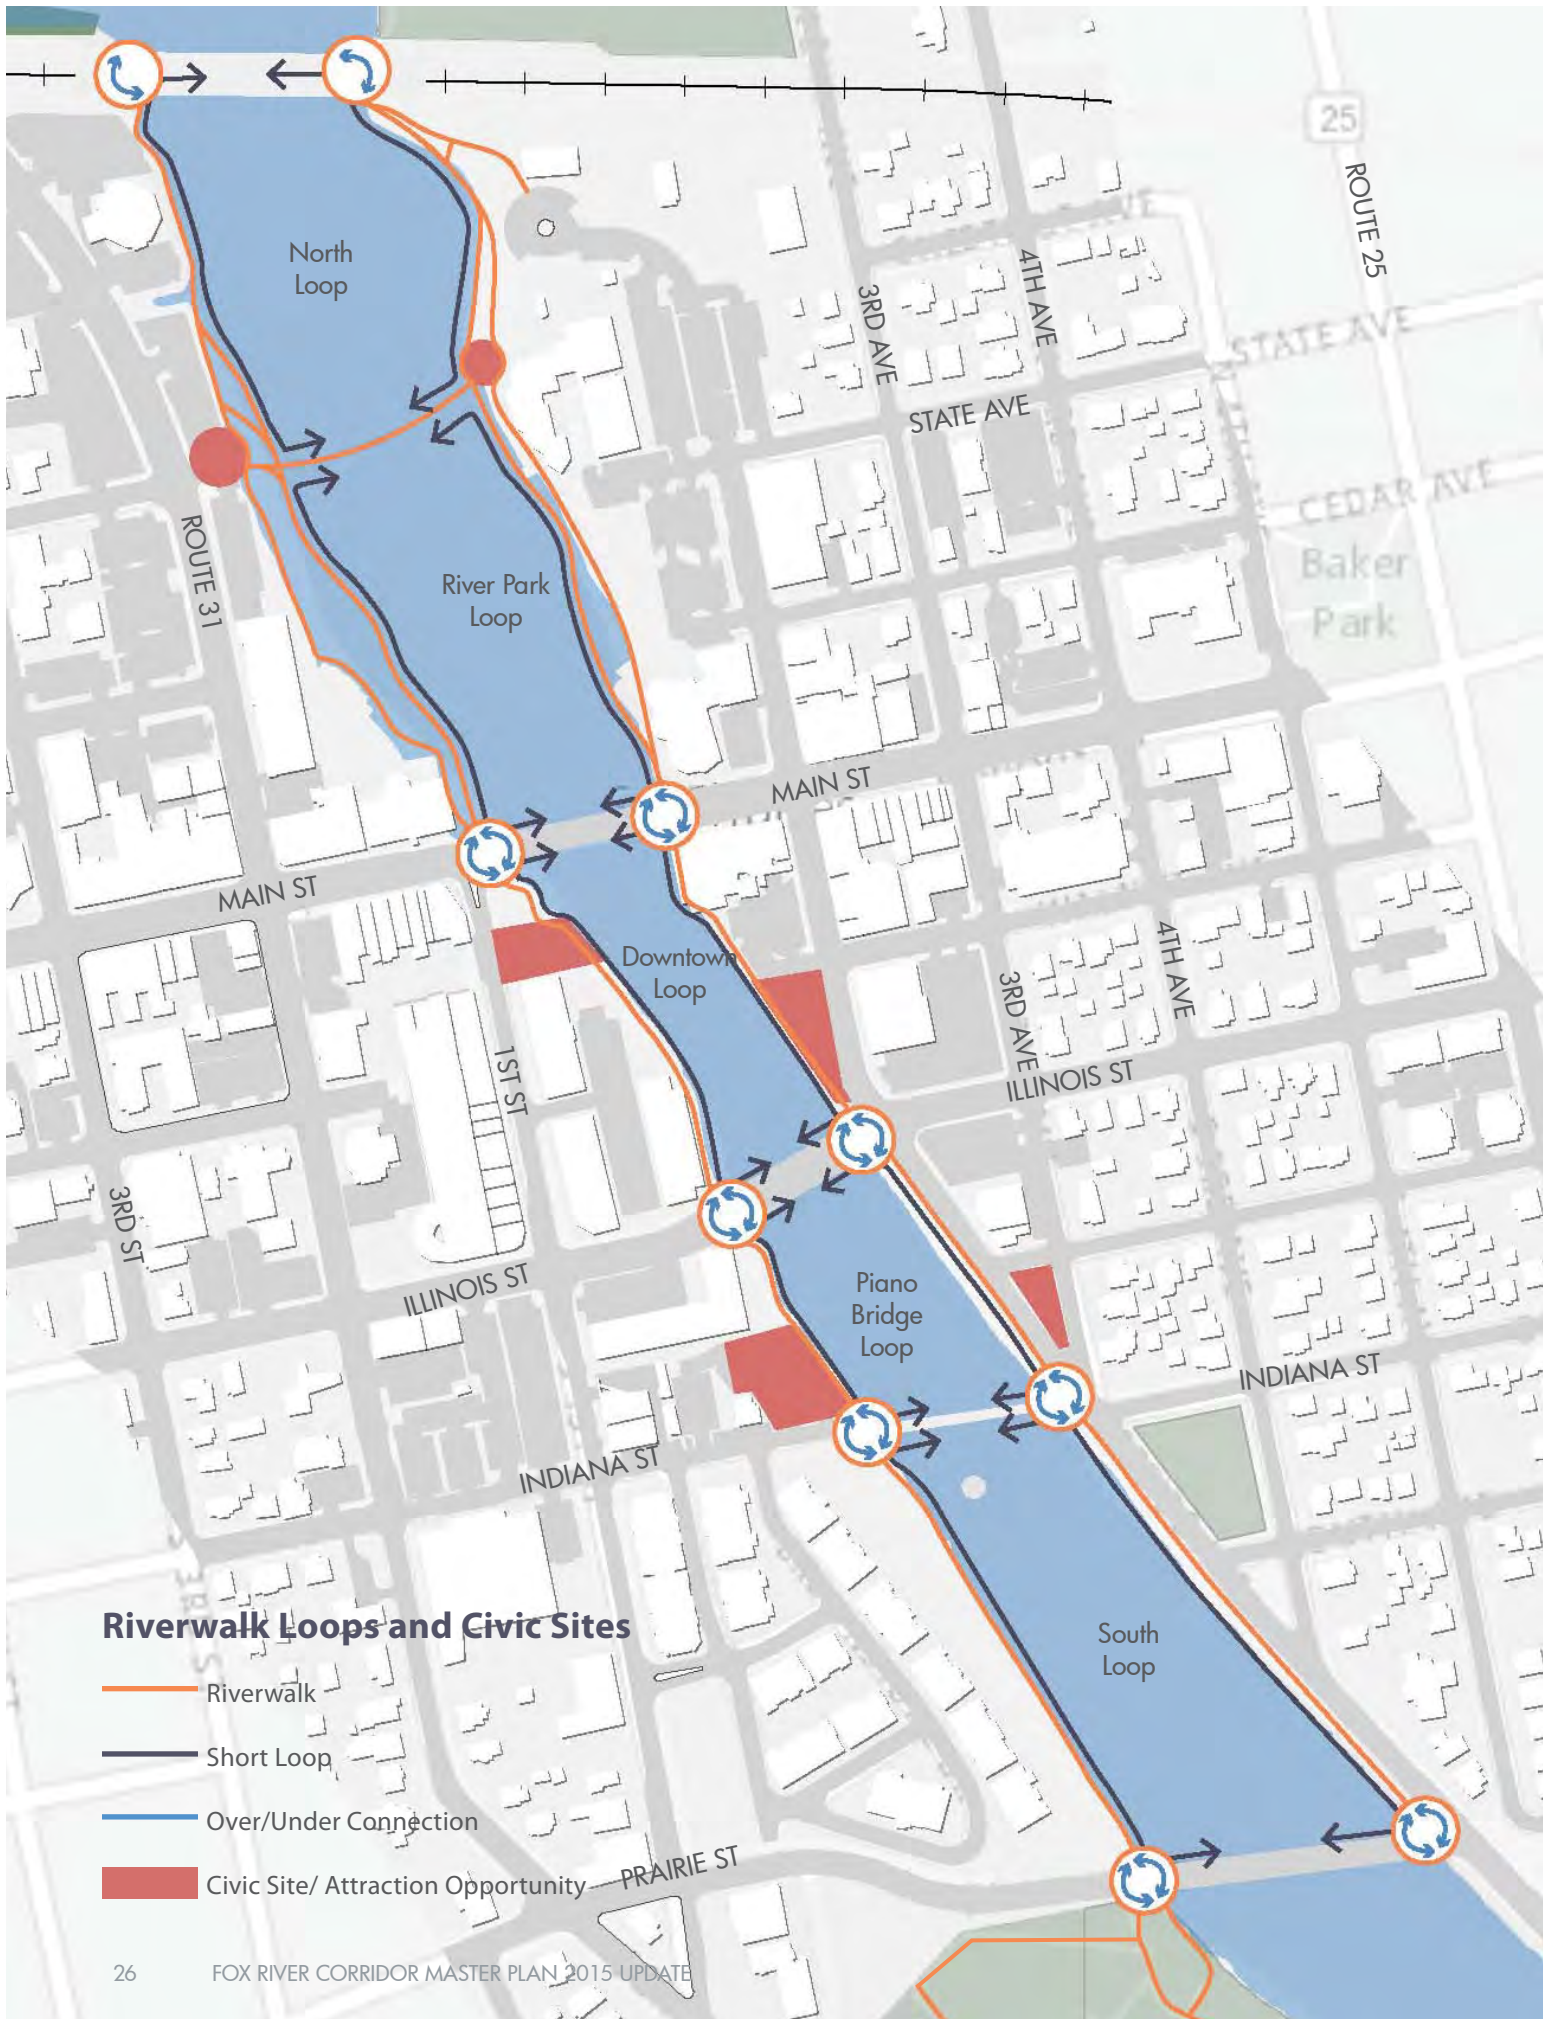 25
ROUTE 25
North
Loop
3RD AVE
4TH AVE
AVE
STATE AVE
STATE AVE
CEDAR AVE
Baker
Park
ROUTE 31
River Park
Loop
MAIN ST
MAIN ST
Downtown
Loop
3RD AVE
4TH AVE
1ST ST
ILLINOIS ST
3RD ST
ILLINOIS ST
Piano
Bridge
Loop
INDIANA ST
INDIANA ST
South
Loop
PRAIRIE ST
Riverwalk Loops and Civic Sites
Riverwalk
Short Loop
Over/Under Connection
Civic Site/ Attraction Opportunity
26 FOX RIVER CORRIDOR MASTER PLAN 2015 UPDATE